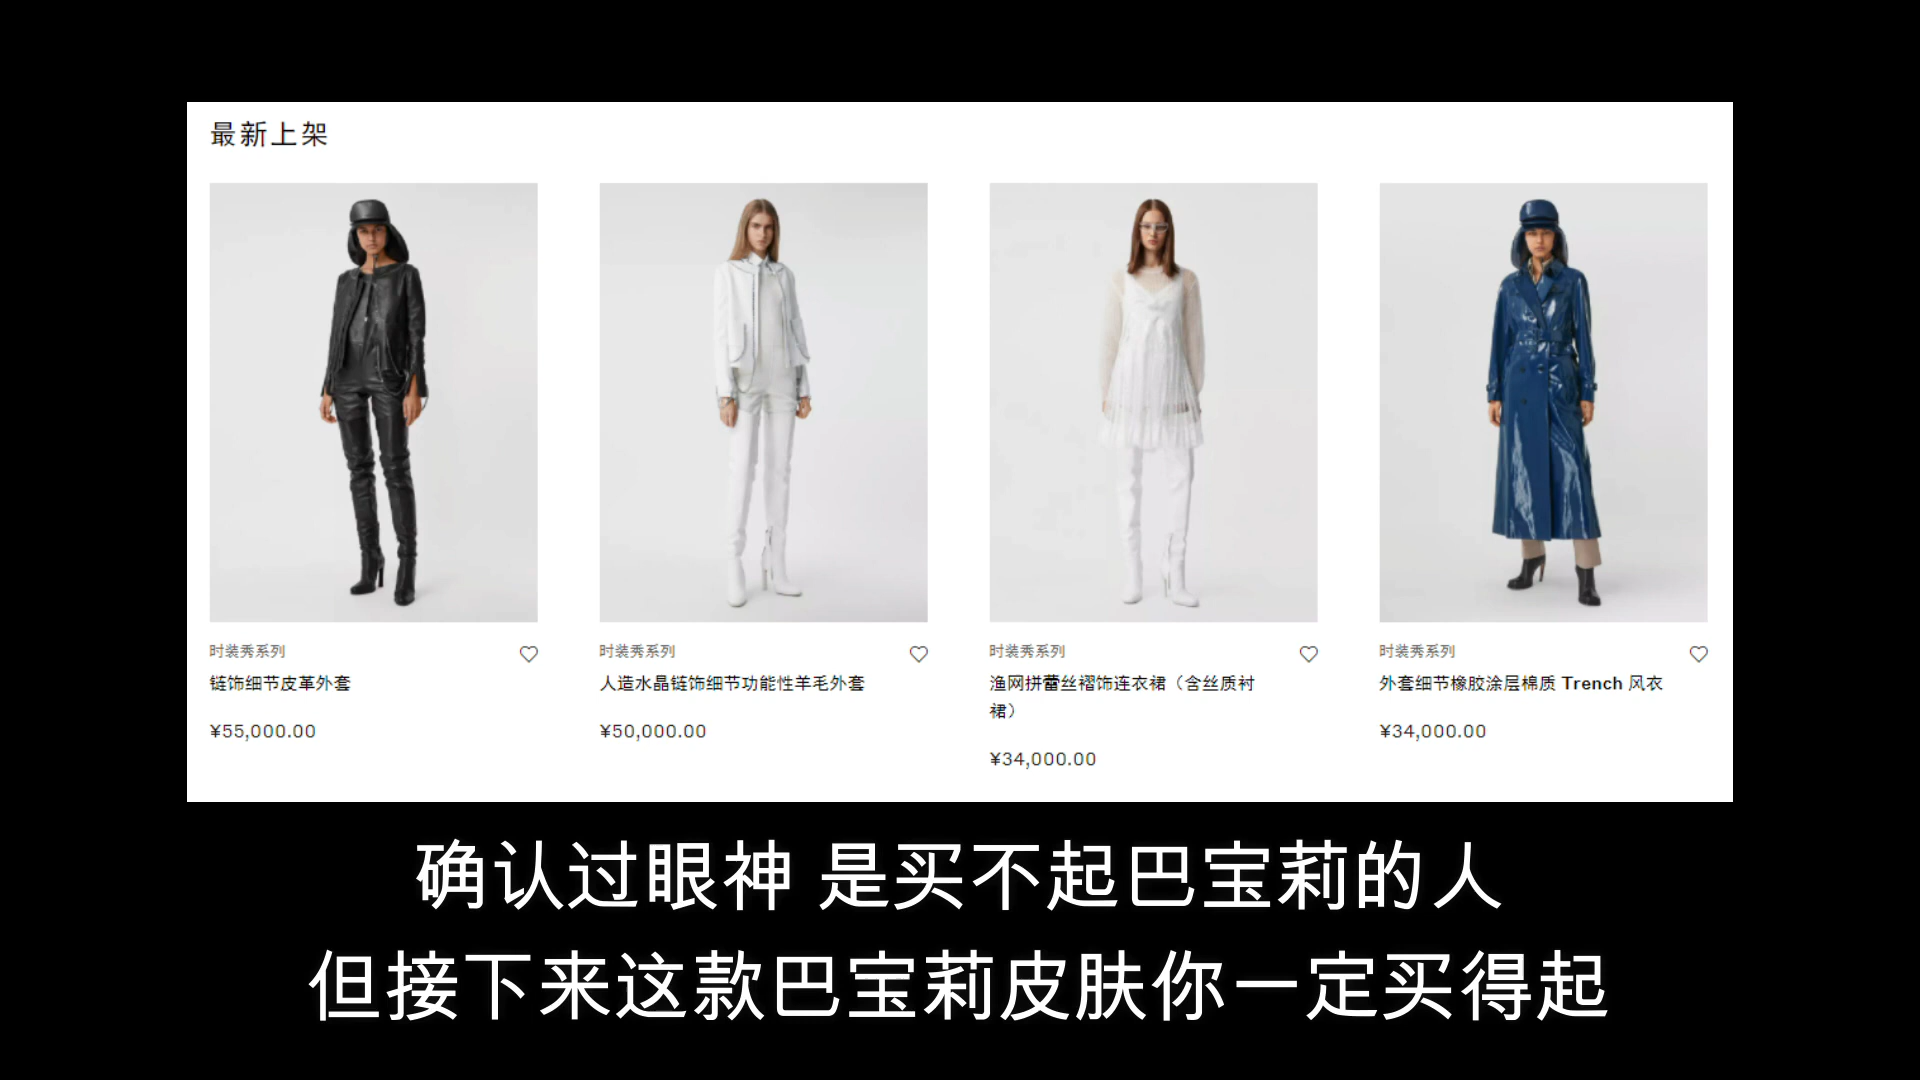 最新上架
时装秀系列
链饰细节皮革外套
¥55,000.00
时装秀系列
人造水晶链饰细节功能性羊毛外套
¥50,000.00
时装秀系列
渔网拼蕾丝褶饰连衣裙（含丝质衬
裙）
¥34,000.00
时装秀系列
外套细节橡胶涂层棉质 Trench 风衣
¥34,000.00
确认过眼神 是买不起巴宝莉的人
但接下来这款巴宝莉皮肤你一定买得起